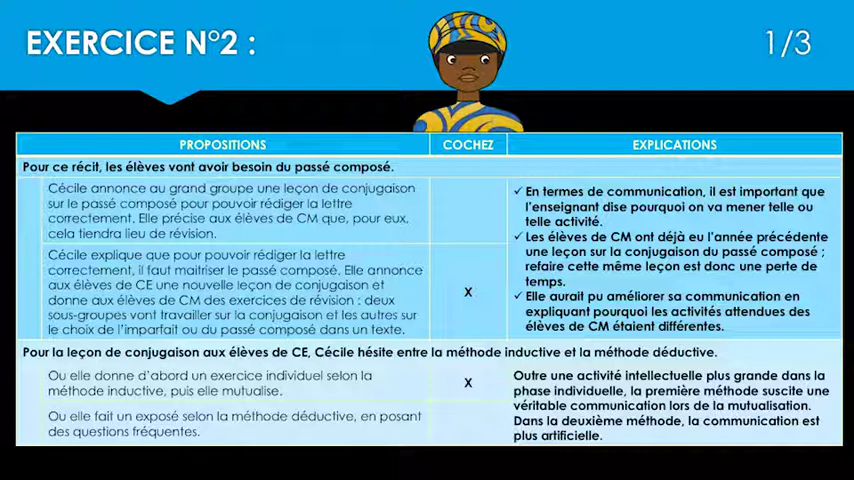 EXERCICE N°2 :
1/3
PROPOSITIONS
COCHEZ
EXPLICATIONS
Pour ce récit, les élèves vont avoir besoin du passé composé.
Cécile annonce au grand groupe une leçon de conjugaison
sur le passé composé pour pouvoir rédiger la lettre
correctement. Elle précise aux élèves de CM que, pour eux,
cela tiendra lieu de révision.
Cécile explique que pour pouvoir rédiger la lettre
correctement, il faut maitriser le passé composé. Elle annonce
aux élèves de CE une nouvelle leçon de conjugaison et
donne aux élèves de CM des exercices de révision : deux
sous-groupes vont travailler sur la conjugaison et les autres sur
le choix de l'imparfait ou du passé composé dans un texte.
X
✓ En termes de communication, il est important que
l'enseignant dise pourquoi on va mener telle ou
telle activité.
✓ Les élèves de CM ont déjà eu l'année précédente
une leçon sur la conjugaison du passé composé ;
refaire cette même leçon est donc une perte de
temps.
✓ Elle aurait pu améliorer sa communication en
expliquant pourquoi les activités attendues des
élèves de CM étaient différentes.
Pour la leçon de conjugaison aux élèves de CE, Cécile hésite entre la méthode inductive et la méthode déductive.
Ou elle donne d'abord un exercice individuel selon la
méthode inductive, puis elle mutualise.
X
Ou elle fait un exposé selon la méthode déductive, en posant
des questions fréquentes.
Outre une activité intellectuelle plus grande dans la
phase individuelle, la première méthode suscite une
véritable communication lors de la mutualisation.
Dans la deuxième méthode, la communication est
plus artificielle.